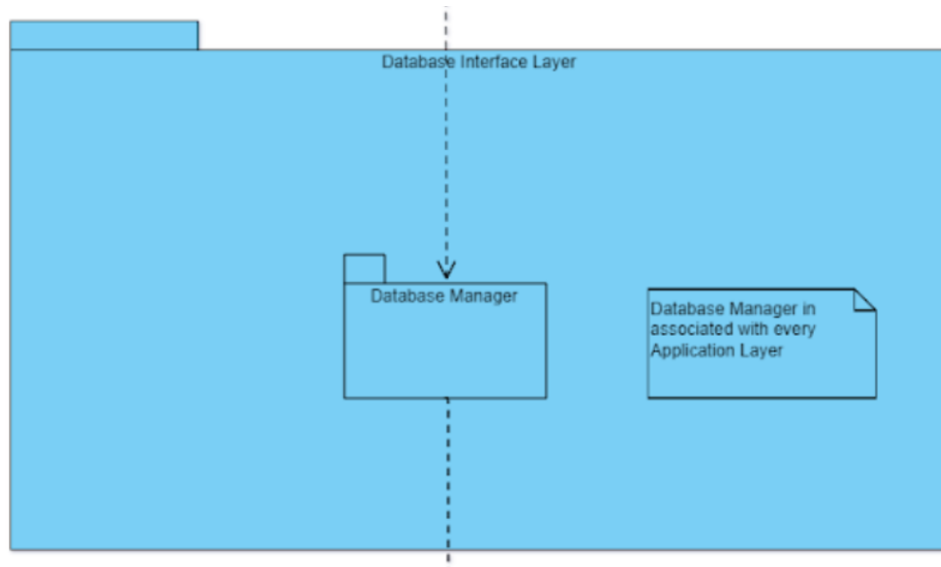 Database Interface Layer
Database Manager
Database Manager in
associated with every
Application Layer